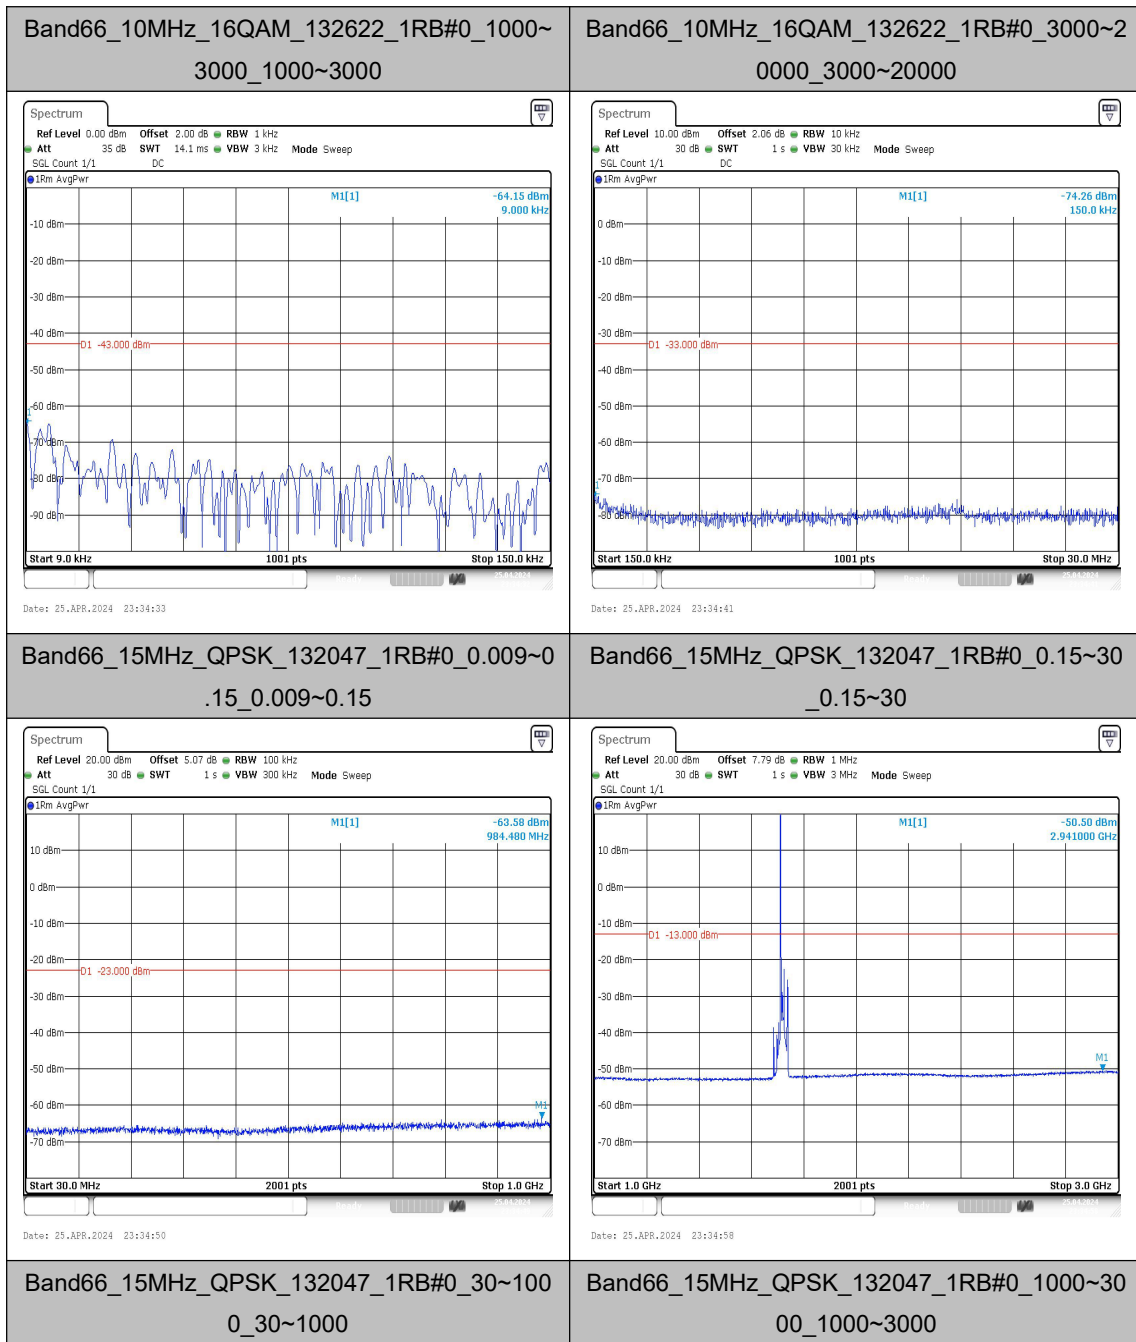 Band66_10MHz_16QAM_132622_1RB#0_1000~
3000_1000~3000
Band66_10MHz_16QAM_132622_1RB#0_3000~2
0000_3000~20000
Spectrum
Ref Level 0.00 dBm Offset 2.00 dB RBW 1 kHz
Att 35 dB SWT 14.1 ms VBW 3 kHz Mode Sweep
SGL Count 1/1 DC
1Rm AvgPwr
M1[1] -64.15 dBm
9.000 kHz
-10 dBm
-20 dBm
-30 dBm
-40 dBm
D1 -43.000 dBm
-50 dBm
-60 dBm
-70 dBm
-80 dBm
-90 dBm
Start 9.0 kHz 1001 pts Stop 150.0 kHz
Ready 25.04.2024
Date: 25.APR.2024 23:34:33
Spectrum
Ref Level 10.00 dBm Offset 2.06 dB RBW 10 kHz
Att 30 dB SWT 1 s VBW 30 kHz Mode Sweep
SGL Count 1/1 DC
1Rm AvgPwr
M1[1] -74.26 dBm
150.0 kHz
0 dBm
-10 dBm
-20 dBm
-30 dBm
D1 -33.000 dBm
-40 dBm
-50 dBm
-60 dBm
-70 dBm
-80 dBm
Start 150.0 kHz 1001 pts Stop 30.0 MHz
Ready 25.04.2024
Date: 25.APR.2024 23:34:41
Band66_15MHz_QPSK_132047_1RB#0_0.009~0
.15_0.009~0.15
Band66_15MHz_QPSK_132047_1RB#0_0.15~30
_0.15~30
Spectrum
Ref Level 20.00 dBm Offset 5.07 dB RBW 100 kHz
Att 30 dB SWT 1 s VBW 300 kHz Mode Sweep
SGL Count 1/1
1Rm AvgPwr
M1[1] -63.58 dBm
984.480 MHz
10 dBm
0 dBm
-10 dBm
-20 dBm
D1 -23.000 dBm
-30 dBm
-40 dBm
-50 dBm
-60 dBm
M1
-70 dBm
Start 30.0 MHz 2001 pts Stop 1.0 GHz
Ready 25.04.2024
Date: 25.APR.2024 23:34:50
Spectrum
Ref Level 20.00 dBm Offset 7.79 dB RBW 1 MHz
Att 30 dB SWT 1 s VBW 3 MHz Mode Sweep
SGL Count 1/1
1Rm AvgPwr
M1[1] -50.50 dBm
2.941000 GHz
10 dBm
0 dBm
-10 dBm
D1 -13.000 dBm
-20 dBm
-30 dBm
-40 dBm
-50 dBm
M1
-60 dBm
-70 dBm
Start 1.0 GHz 2001 pts Stop 3.0 GHz
Ready 25.04.2024
Date: 25.APR.2024 23:34:58
Band66_15MHz_QPSK_132047_1RB#0_30~100
0_30~1000
Band66_15MHz_QPSK_132047_1RB#0_1000~30
00_1000~3000